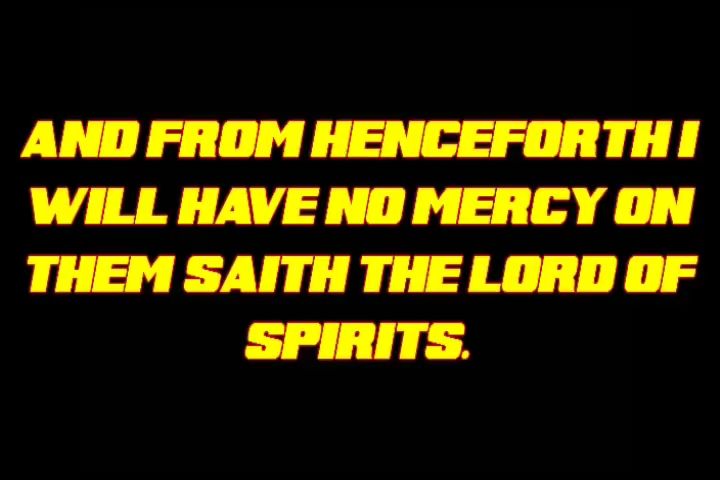 AND FROM HENCEFORTH I
WILL HAVE NO MERCY ON
THEM SAITH THE LORD OF
SPIRITS.